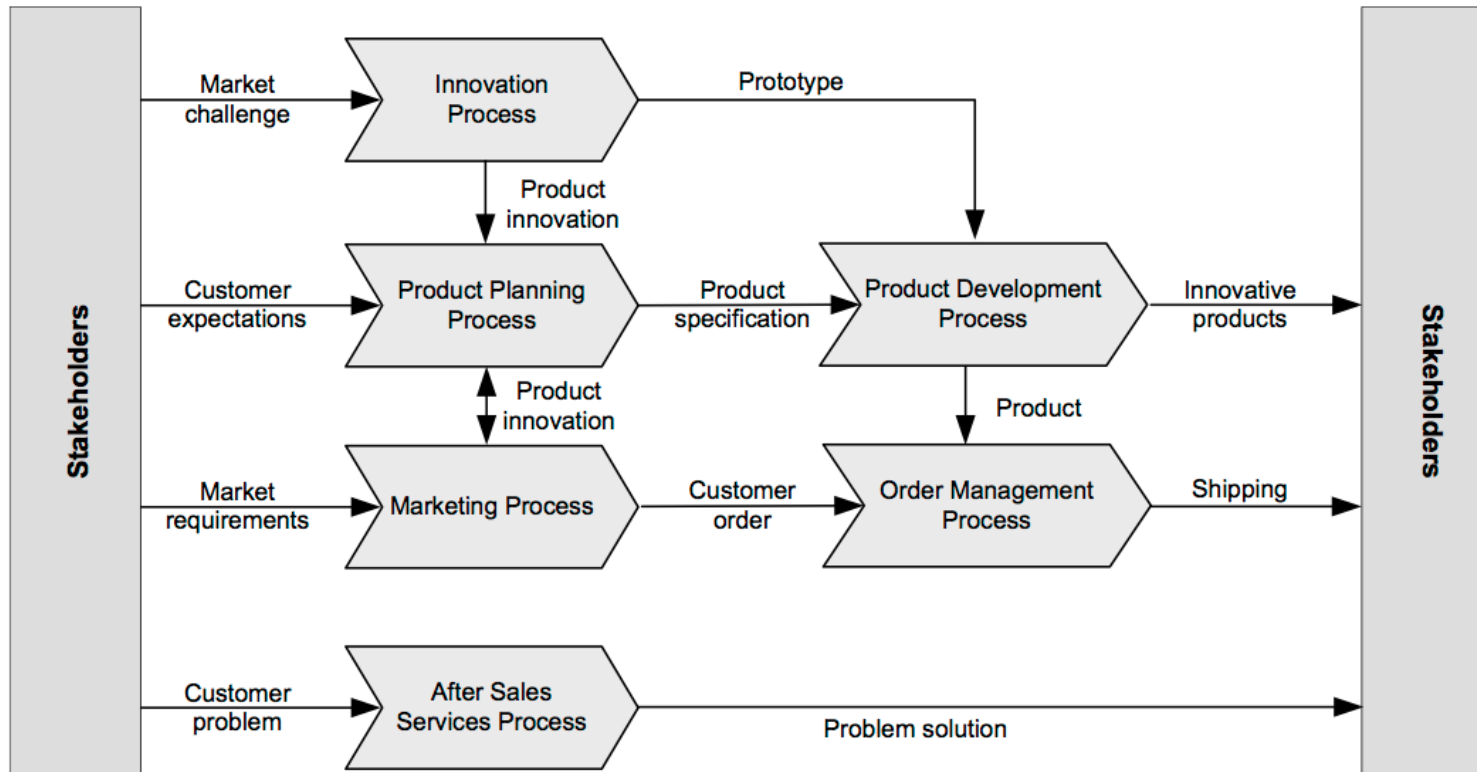 Stakeholders
Market
challenge
Innovation
Process
Prototype
Product
innovation
Customer
expectations
Product Planning
Process
Product
specification
Product Development
Process
Innovative
products
Product
innovation
Product
Market
requirements
Marketing Process
Customer
order
Order Management
Process
Shipping
Customer
problem
After Sales
Services Process
Problem solution
Stakeholders